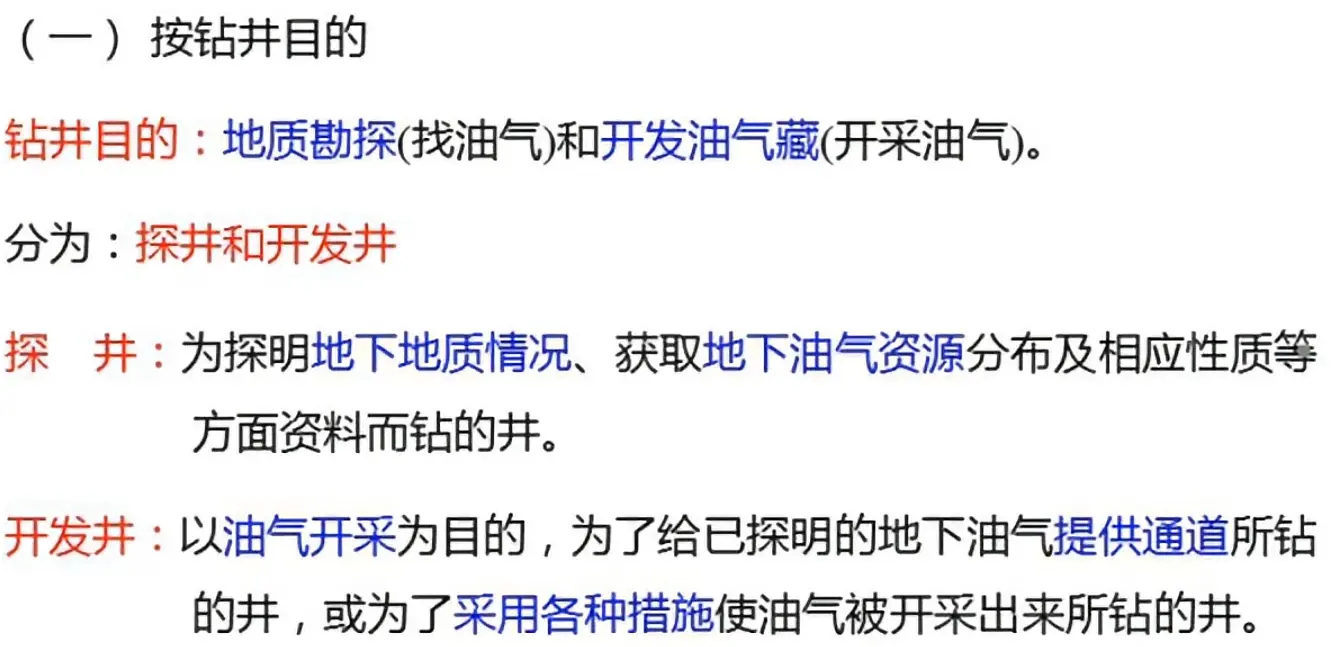 （一）按钻井目的
钻井目的：地质勘探(找油气)和开发油气藏(开采油气)。
分为：探井和开发井
探　井：为探明地下地质情况、获取地下油气资源分布及相应性质等
方面资料而钻的井。
开发井：以油气开采为目的，为了给已探明的地下油气提供通道所钻
的井，或为了采用各种措施使油气被开采出来所钻的井。